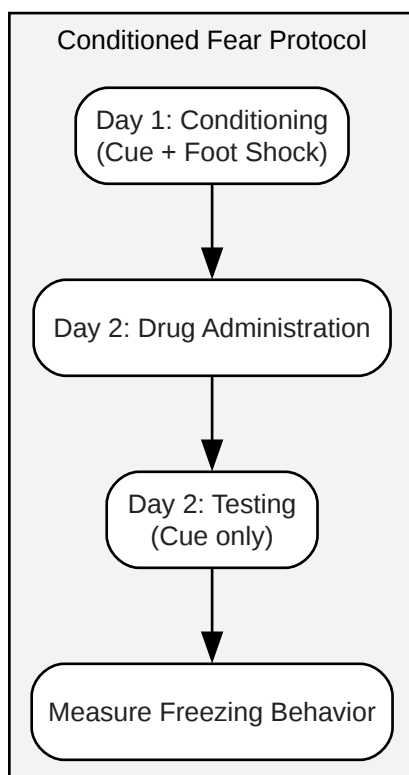 Conditioned Fear Protocol
Day 1: Conditioning
(Cue + Foot Shock)
Day 2: Drug Administration
Day 2: Testing
(Cue only)
Measure Freezing Behavior